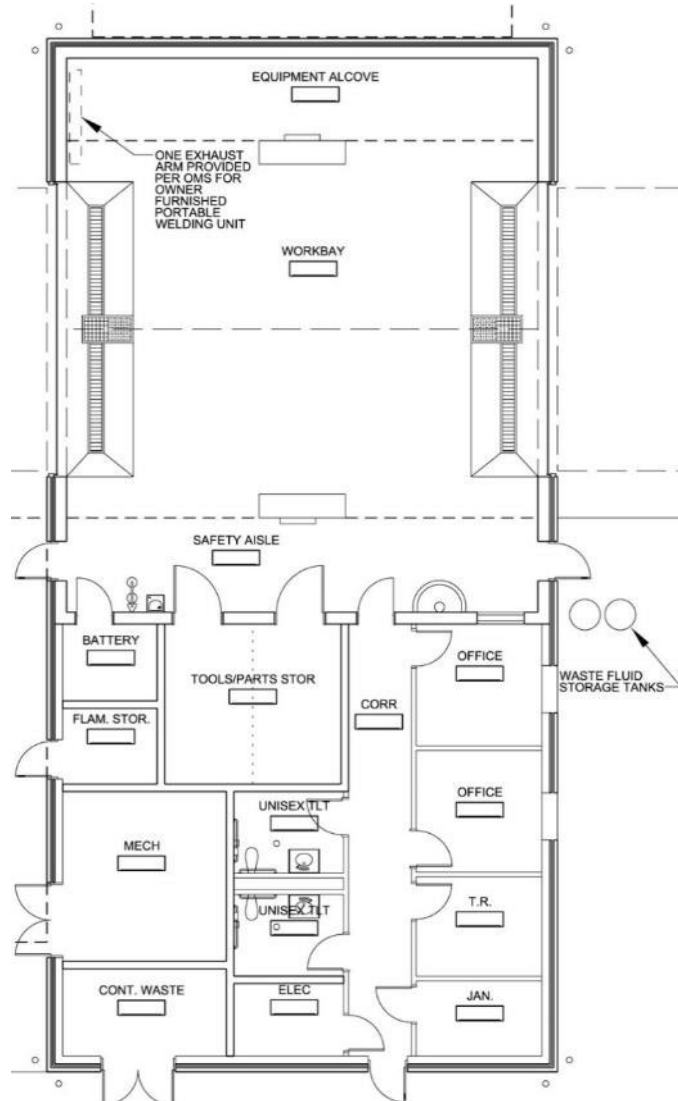 EQUIPMENT ALCOVE
ONE EXHAUST
ARM PROVIDED
PER OMS FOR
OWNER
FURNISHED
PORTABLE
WELDING UNIT
WORKBAY
SAFETY AISLE
BATTERY
TOOLS/PARTS STOR
CORR
OFFICE
WASTE FLUID
STORAGE TANKS
FLAM. STOR.
OFFICE
UNISEX TLT
MECH
T.R.
UNISEX TLT
CONT. WASTE
ELEC
JAN.